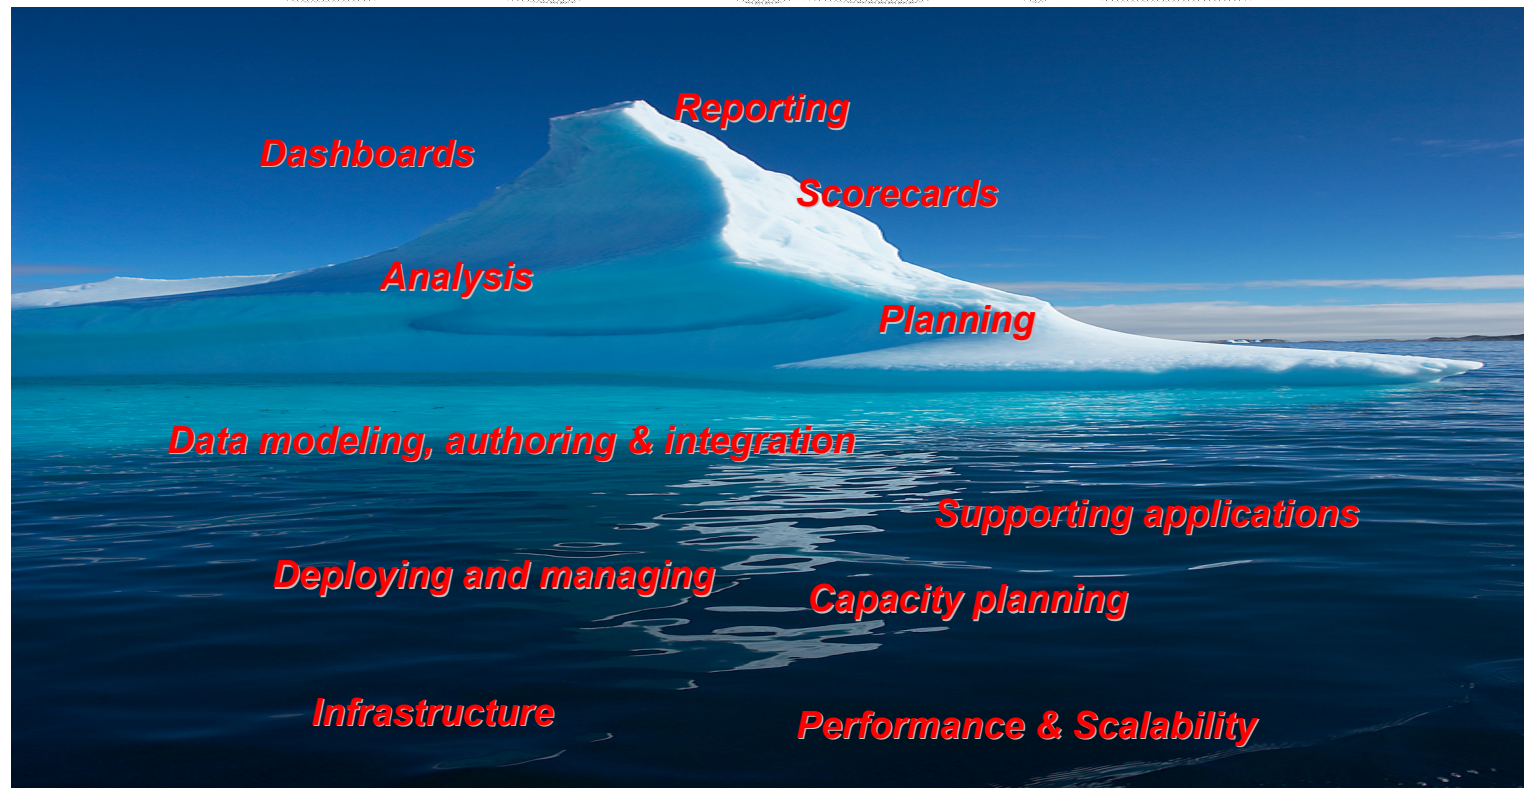 Reporting
Dashboards
Scorecards
Analysis
Planning
Data modeling, authoring & integration
Supporting applications
Deploying and managing
Capacity planning
Infrastructure
Performance & Scalability